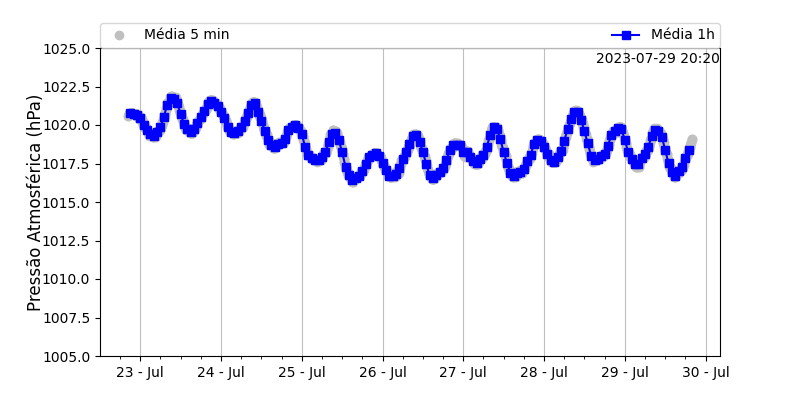 Média 5 min
Média 1h
2023-07-29 20:20
Pressão Atmosférica (hPa)
1025.0
1022.5
1020.0
1017.5
1015.0
1012.5
1010.0
1007.5
1005.0
23 - Jul
24 - Jul
25 - Jul
26 - Jul
27 - Jul
28 - Jul
29 - Jul
30 - Jul